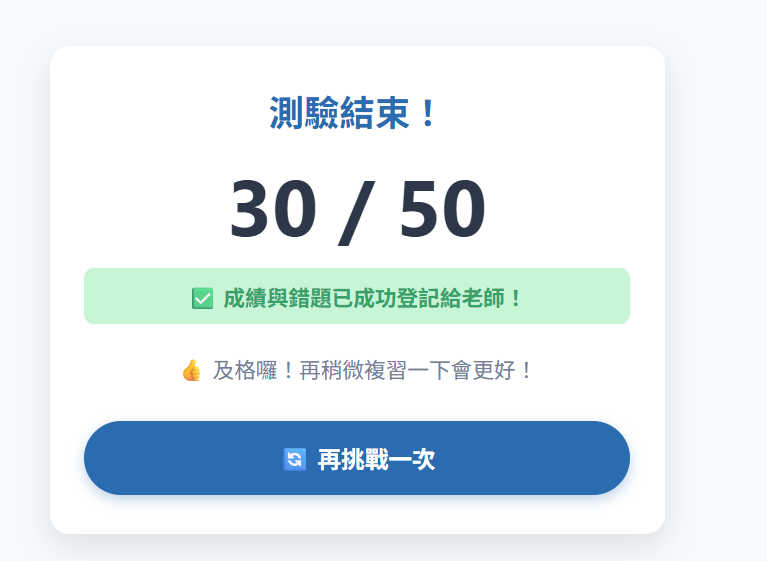 測驗結束！
30 / 50
✅ 成績與錯題已成功登記給老師！
👍 及格囉！再稍微複習一下會更好！
🔄 再挑戰一次